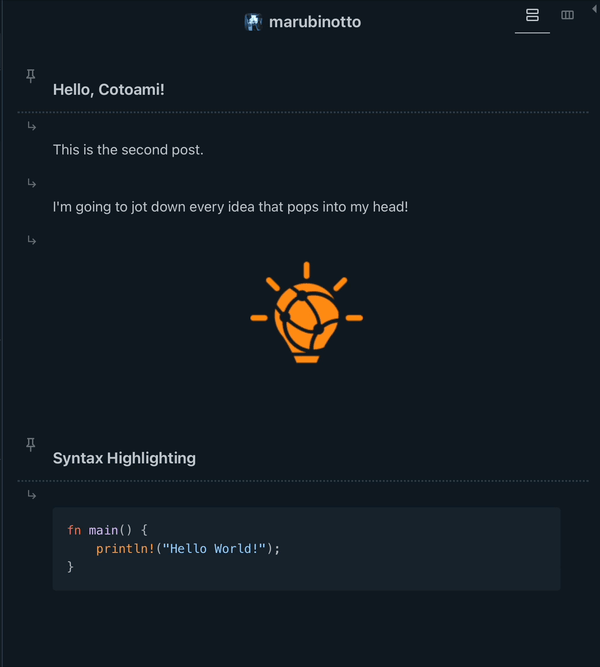 marubinotto
Hello, Cotoami!
This is the second post.
I'm going to jot down every idea that pops into my head!
Syntax Highlighting
fn main() {
    println!("Hello World!");
}